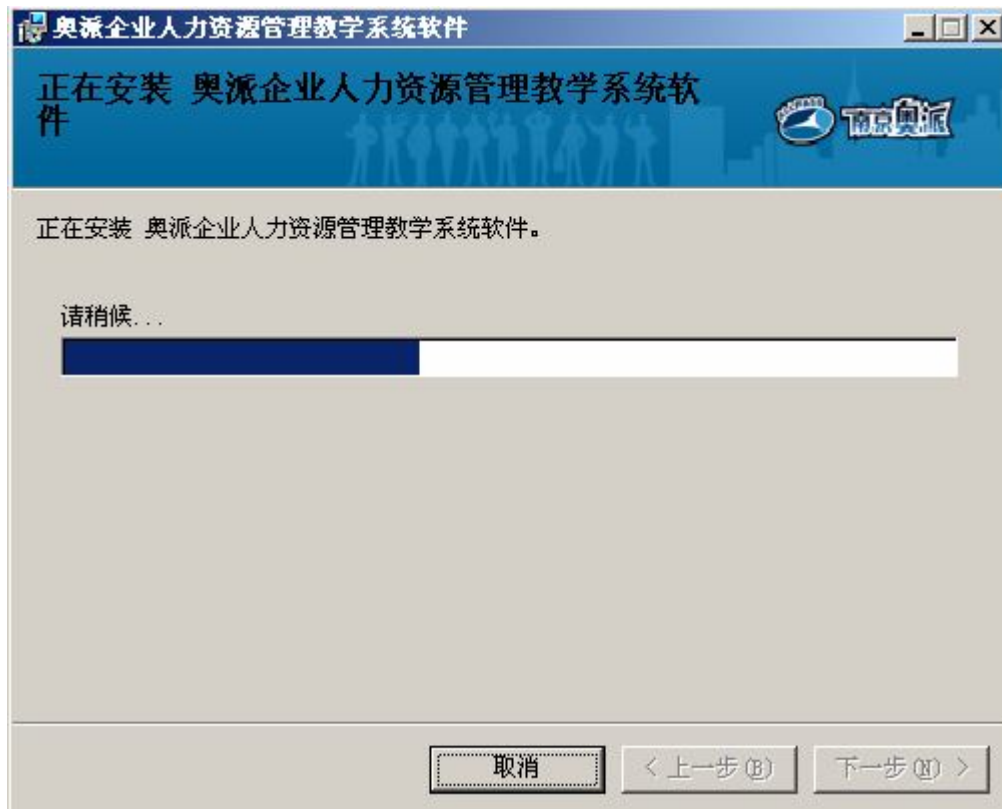 奥派企业人力资源管理教学系统软件
正在安装 奥派企业人力资源管理教学系统软
件
南京奥派
正在安装 奥派企业人力资源管理教学系统软件。
请稍候...
取消
< 上一步(B)
下一步(N) >